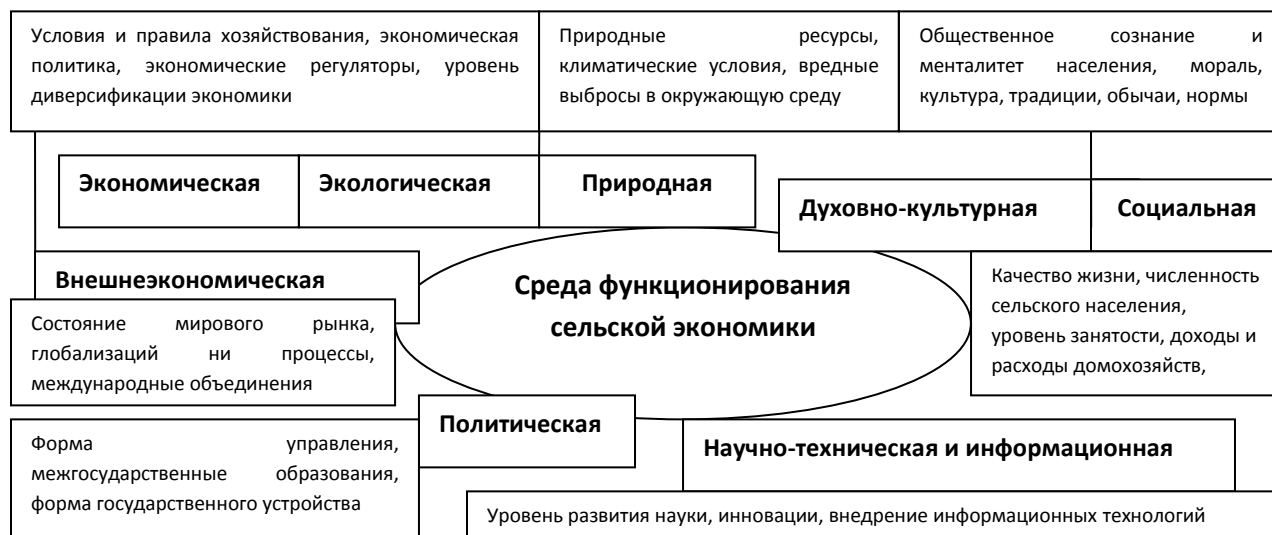 Условия и правила хозяйствования, экономическая
политика, экономические регуляторы, уровень
диверсификации экономики
Природные ресурсы,
климатические условия, вредные
выбросы в окружающую среду
Общественное сознание и
менталитет населения, мораль,
культура, традиции, обычаи, нормы
Экономическая
Экологическая
Природная
Духовно-культурная
Социальная
Внешнеэкономическая
Среда функционирования
сельской экономики
Качество жизни, численность
сельского населения,
уровень занятости, доходы и
расходы домохозяйств,
Состояние мирового рынка,
глобализаций ни процессы,
международные объединения
Политическая
Научно-техническая и информационная
Форма управления,
межгосударственные образования,
форма государственного устройства
Уровень развития науки, инновации, внедрение информационных технологий